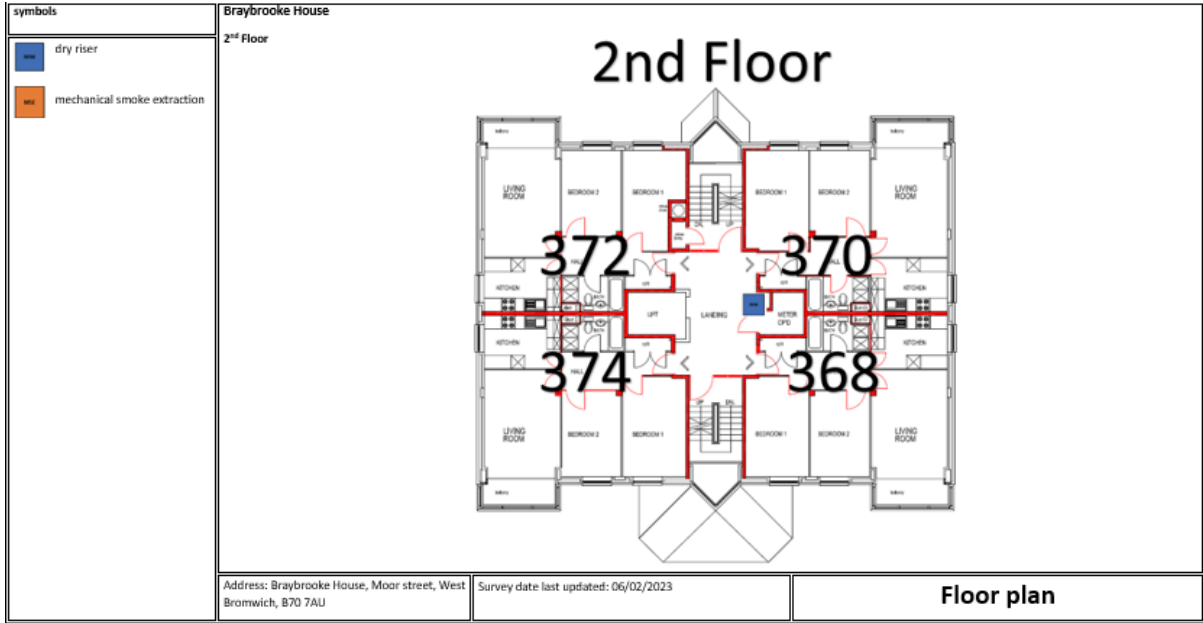 symbols
dry riser
mechanical smoke extraction
Braybrooke House
2nd Floor
2nd Floor
LIVING ROOM
BEDROOM 2
BEDROOM 1
BEDROOM 1
BEDROOM 2
LIVING ROOM
372
370
HALL
KITCHEN
KITCHEN
LIFT
LANDING
METER CPD
KITCHEN
KITCHEN
374
368
HALL
LIVING ROOM
BEDROOM 2
BEDROOM 1
UP
BEDROOM 1
BEDROOM 2
LIVING ROOM
Address: Braybrooke House, Moor street, West
Bromwich, B70 7AU
Survey date last updated: 06/02/2023
Floor plan